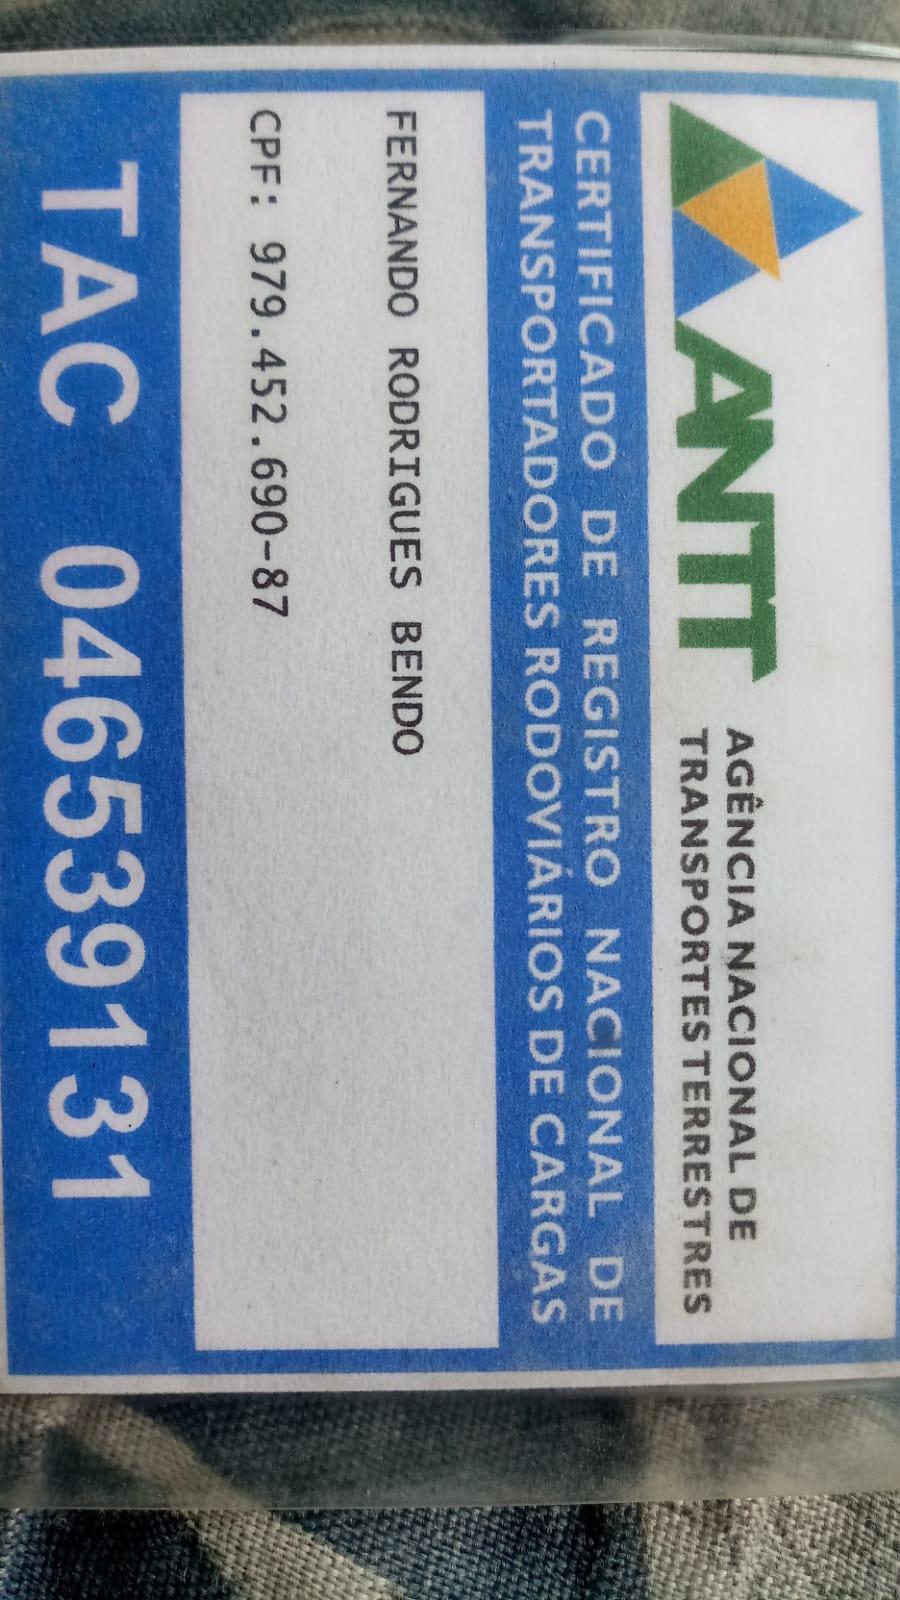 ANTT
AGÊNCIA NACIONAL DE
TRANSPORTES TERRESTRES
CERTIFICADO DE REGISTRO NACIONAL DE
TRANSPORTADORES RODOVIÁRIOS DE CARGAS
FERNANDO RODRIGUES BENDO
CPF: 979.452.690-87
TAC 046539131